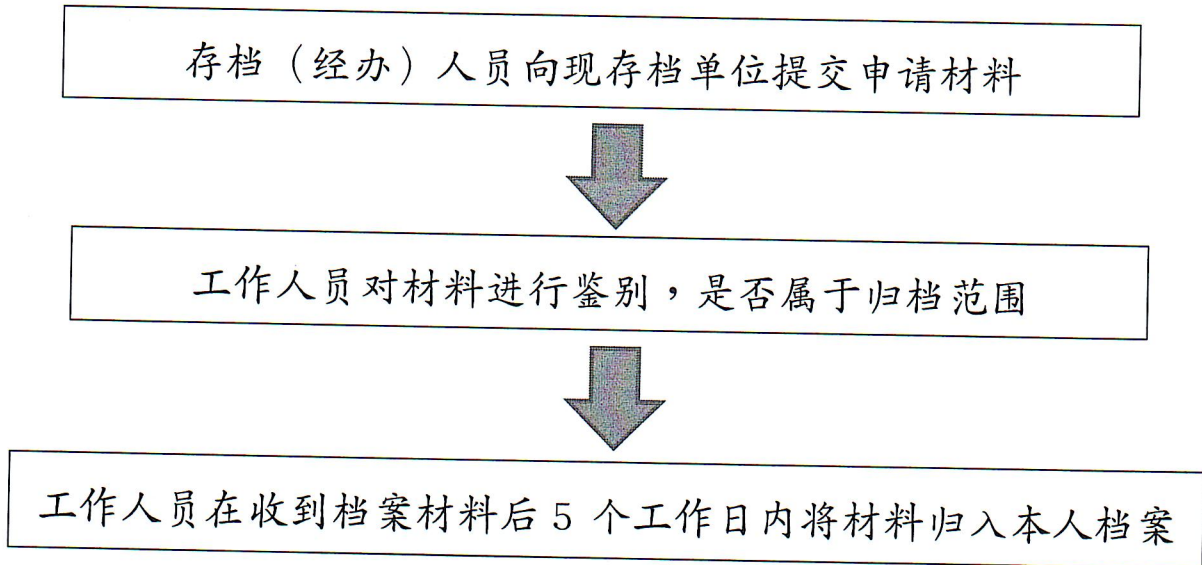 存档（经办）人员向现存档单位提交申请材料
工作人员对材料进行鉴别，是否属于归档范围
工作人员在收到档案材料后 5 个工作日内将材料归入本人档案